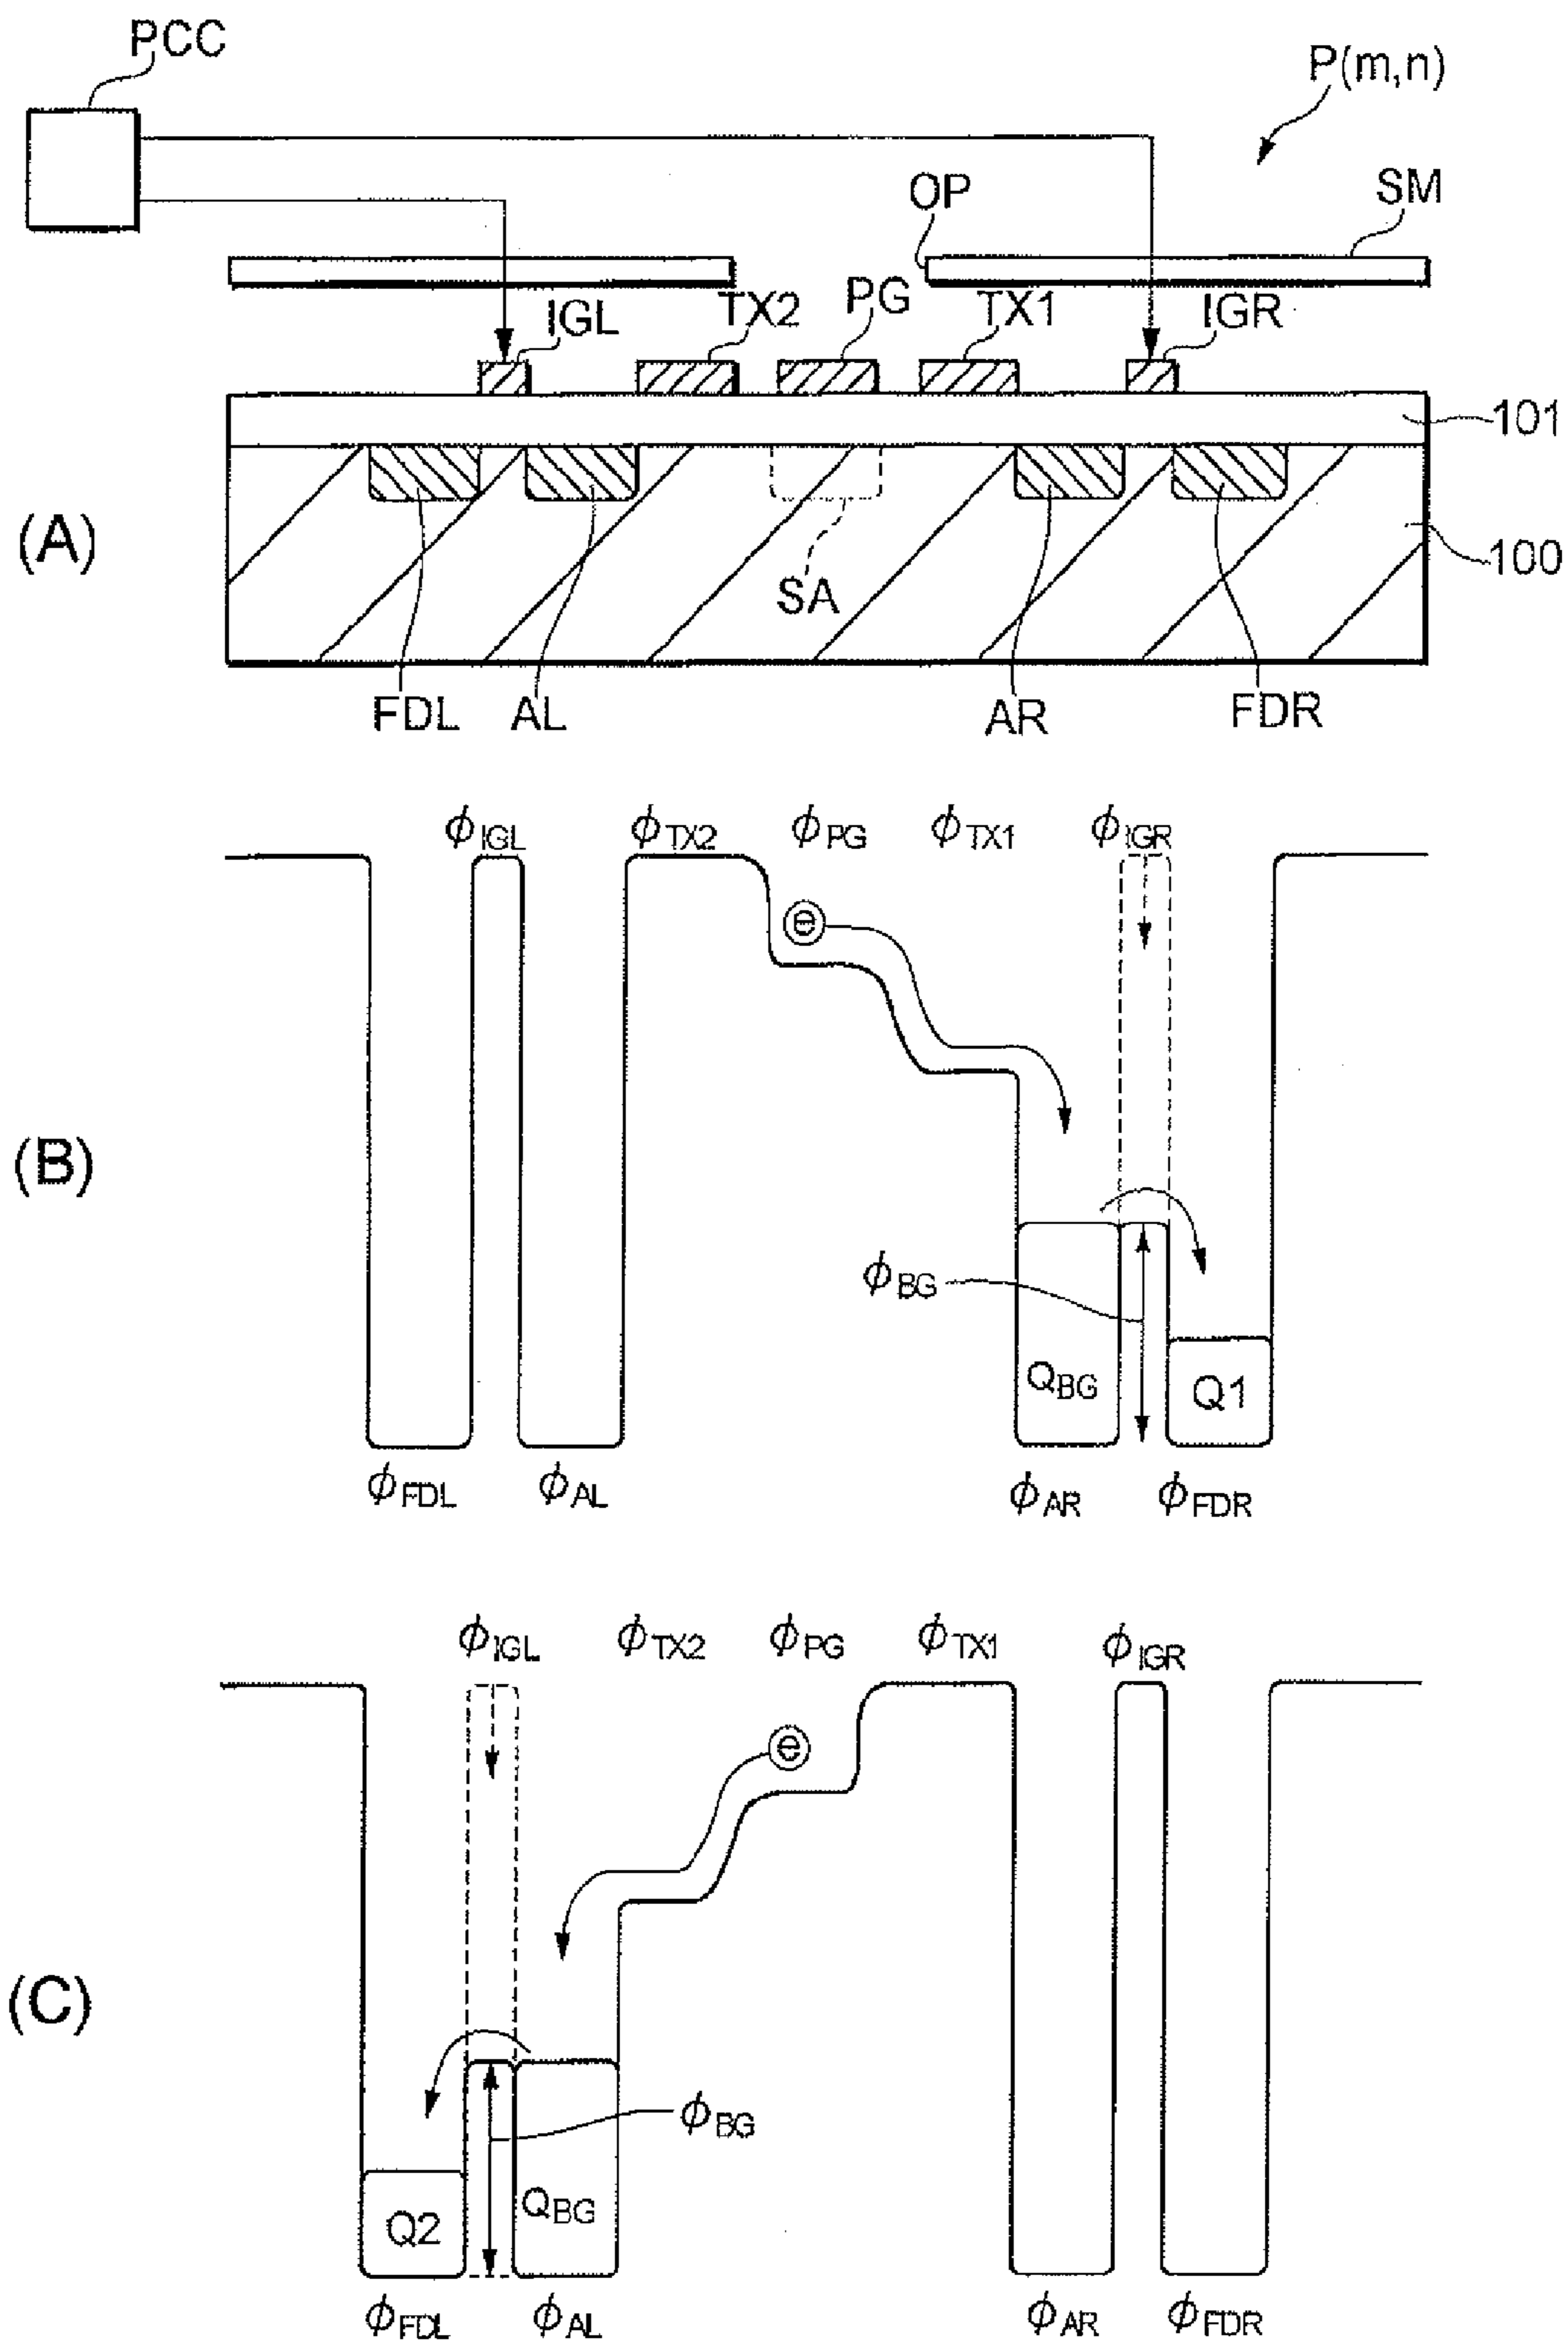 PCC
P(m,n)
OP
SM
IGL
TX2
PG
TX1
IGR
101
(A)
100
SA
FDL
AL
AR
FDR
ϕIGL
ϕTX2
ϕPG
ϕTX1
ϕIGR
e
(B)
ϕBG
QBG
Q1
ϕFDL
ϕAL
ϕAR
ϕFDR
ϕIGL
ϕTX2
ϕPG
ϕTX1
ϕIGR
e
(C)
ϕBG
Q2
QBG
ϕFDL
ϕAL
ϕAR
ϕFDR